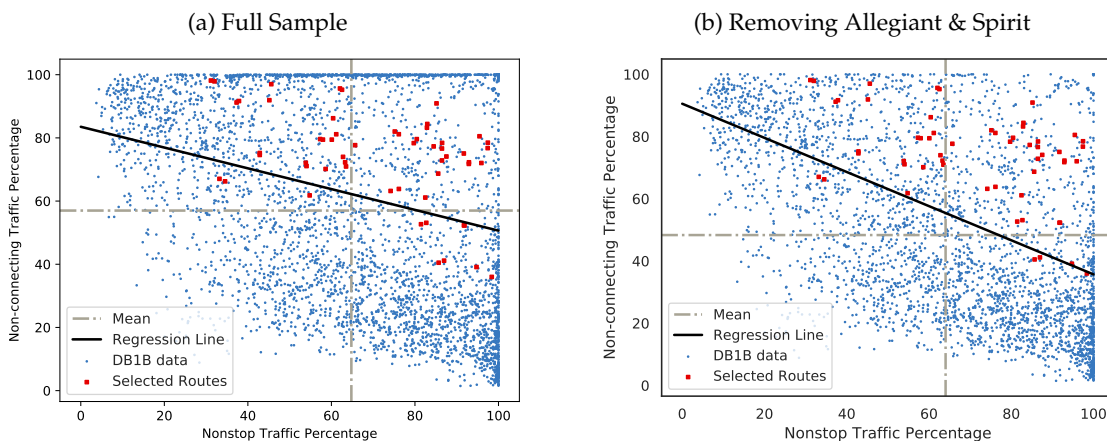 (a) Full Sample
Non-connecting Traffic Percentage
100
80
60
40
20
0
Mean
Regression Line
DB1B data
Selected Routes
0 20 40 60 80 100
Nonstop Traffic Percentage
(b) Removing Allegiant & Spirit
Non-connecting Traffic Percentage
100
80
60
40
20
0
Mean
Regression Line
DB1B data
Selected Routes
0 20 40 60 80 100
Nonstop Traffic Percentage